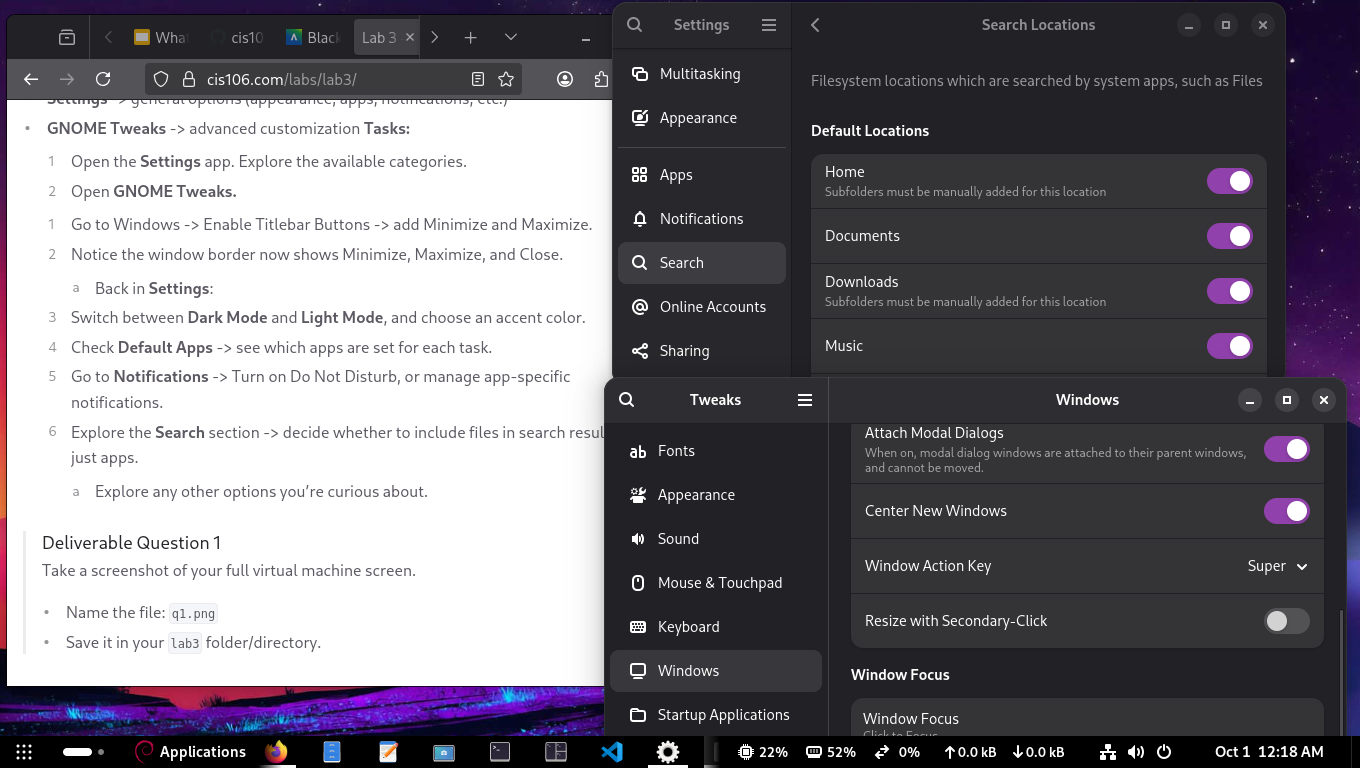 What
cis10
Black
Lab 3
cis106.com/labs/lab3/
Settings -> general options (appearance, apps, notifications, etc.)
• GNOME Tweaks -> advanced customization Tasks:
1 Open the Settings app. Explore the available categories.
2 Open GNOME Tweaks.
1 Go to Windows -> Enable Titlebar Buttons -> add Minimize and Maximize.
2 Notice the window border now shows Minimize, Maximize, and Close.
a Back in Settings:
3 Switch between Dark Mode and Light Mode, and choose an accent color.
4 Check Default Apps -> see which apps are set for each task.
5 Go to Notifications -> Turn on Do Not Disturb, or manage app-specific
notifications.
6 Explore the Search section -> decide whether to include files in search resul
just apps.
a Explore any other options you’re curious about.
Deliverable Question 1
Take a screenshot of your full virtual machine screen.
• Name the file: q1.png
• Save it in your lab3 folder/directory.
Settings
Multitasking
Appearance
Apps
Notifications
Search
Online Accounts
Sharing
Search Locations
Filesystem locations which are searched by system apps, such as Files
Default Locations
Home
Subfolders must be manually added for this location
Documents
Downloads
Subfolders must be manually added for this location
Music
Tweaks
Fonts
Appearance
Sound
Mouse & Touchpad
Keyboard
Windows
Startup Applications
Windows
Attach Modal Dialogs
When on, modal dialog windows are attached to their parent windows,
and cannot be moved.
Center New Windows
Window Action Key
Super
Resize with Secondary-Click
Window Focus
Window Focus
Click to Focus
Applications
22%
52%
0%
0.0 kB
0.0 kB
Oct 1 12:18 AM